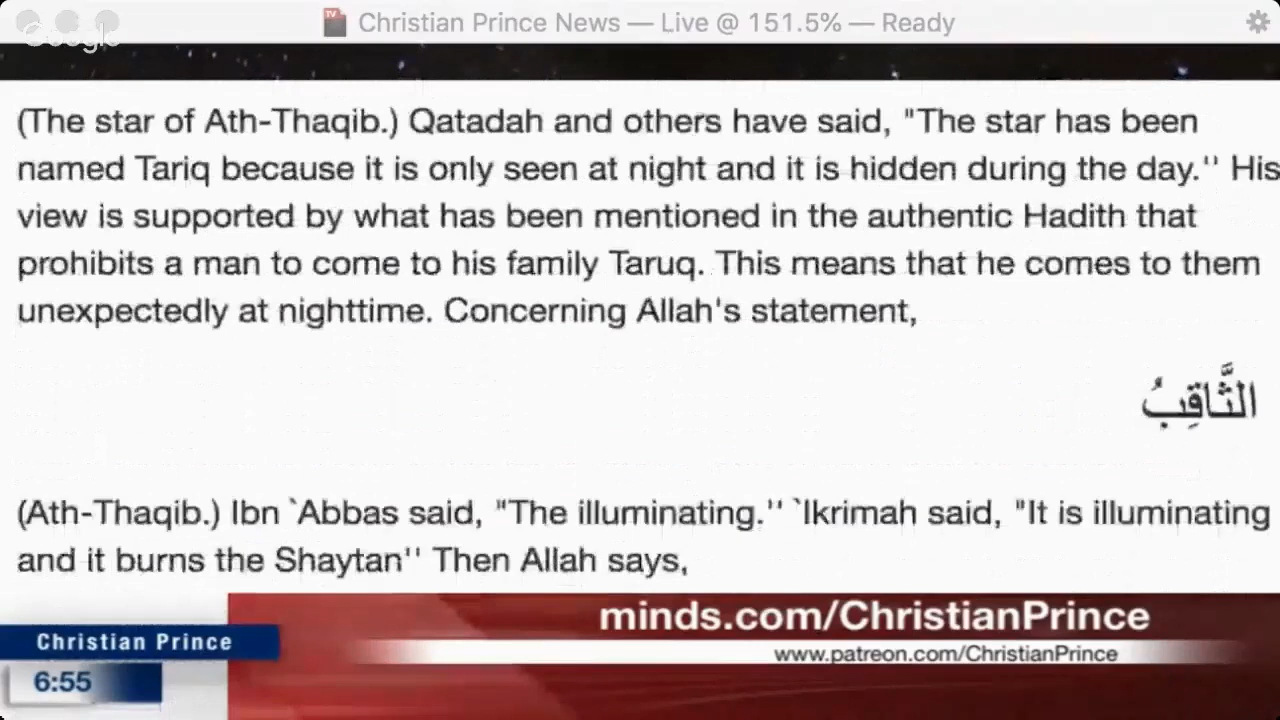 Christian Prince News — Live @ 151.5% — Ready
Google
(The star of Ath-Thaqib.) Qatadah and others have said, "The star has been
named Tariq because it is only seen at night and it is hidden during the day.'' His
view is supported by what has been mentioned in the authentic Hadith that
prohibits a man to come to his family Taruq. This means that he comes to them
unexpectedly at nighttime. Concerning Allah's statement,
الثَّاقِبُ
(Ath-Thaqib.) Ibn `Abbas said, "The illuminating.'' `Ikrimah said, "It is illuminating
and it burns the Shaytan'' Then Allah says,
minds.com/ChristianPrince
Christian Prince
www.patreon.com/ChristianPrince
6:55
TV